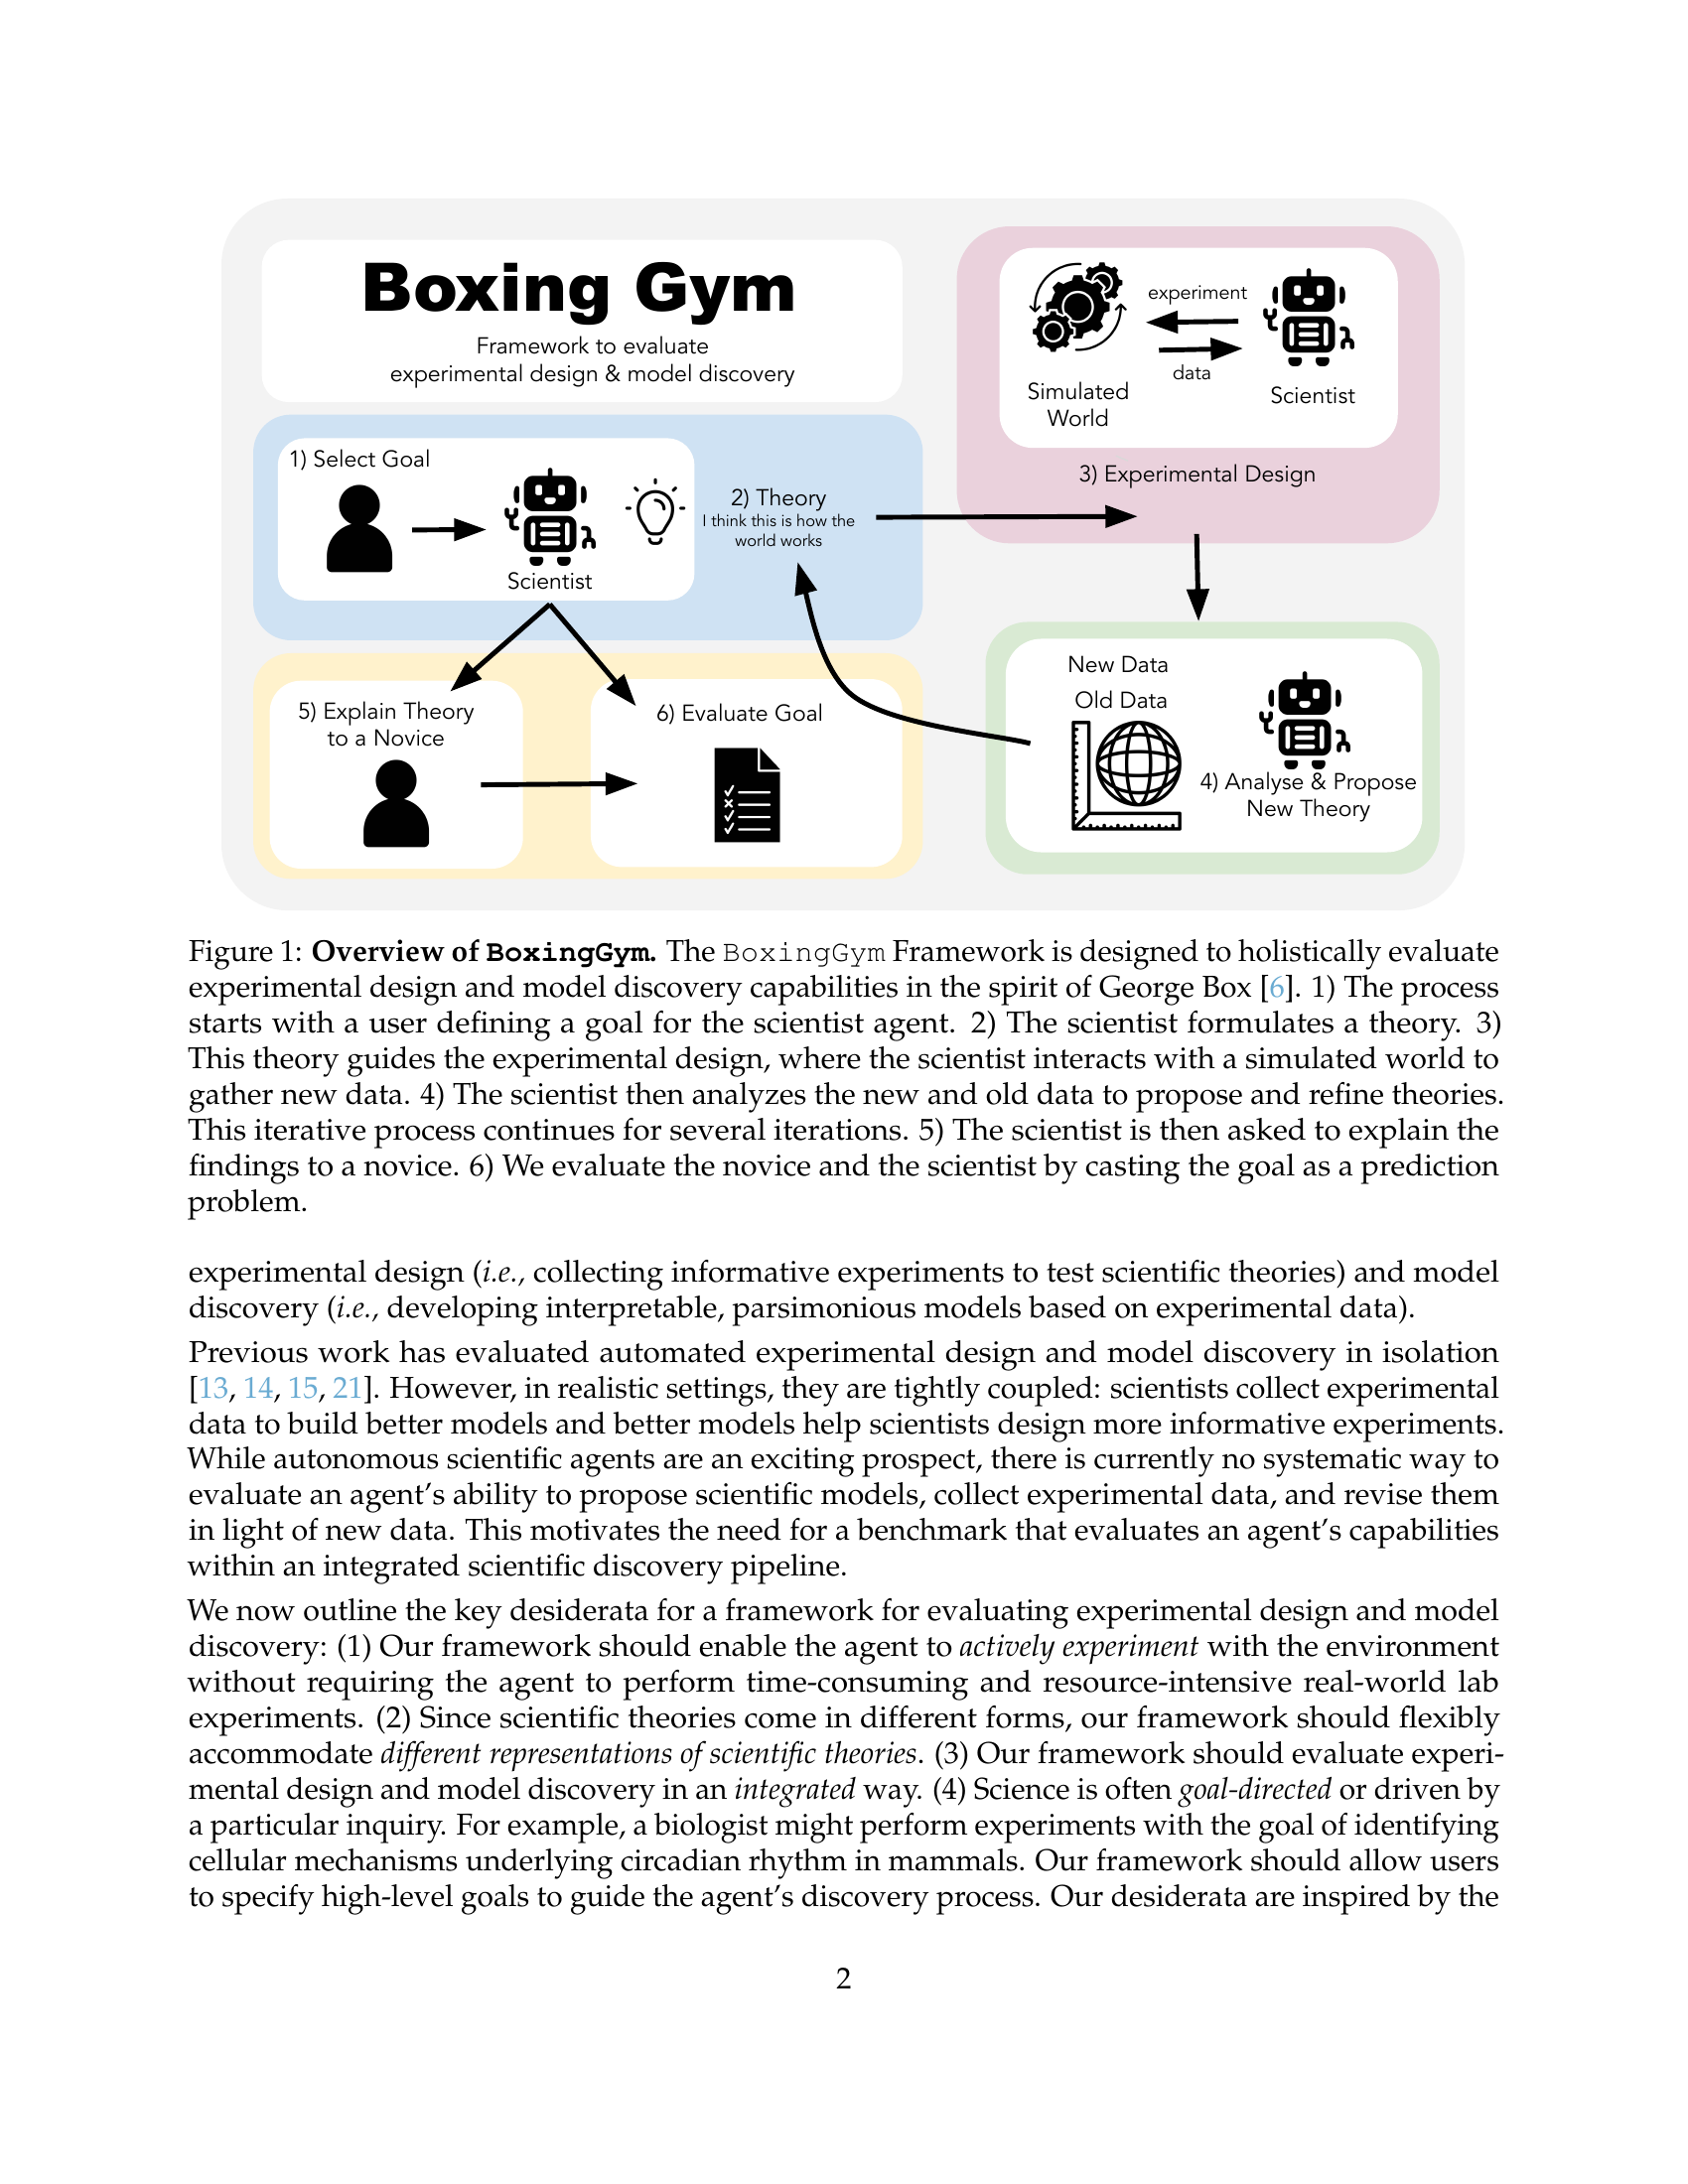 Boxing Gym
Framework to evaluate
experimental design & model discovery
1) Select Goal
Scientist
2) Theory
I think this is how the
world works
experiment
data
Simulated
World
Scientist
3) Experimental Design
New Data
Old Data
4) Analyse & Propose
New Theory
5) Explain Theory
to a Novice
6) Evaluate Goal
Figure 1: Overview of BoxingGym. The BoxingGym Framework is designed to holistically evaluate
experimental design and model discovery capabilities in the spirit of George Box [6]. 1) The process
starts with a user defining a goal for the scientist agent. 2) The scientist formulates a theory. 3)
This theory guides the experimental design, where the scientist interacts with a simulated world to
gather new data. 4) The scientist then analyzes the new and old data to propose and refine theories.
This iterative process continues for several iterations. 5) The scientist is then asked to explain the
findings to a novice. 6) We evaluate the novice and the scientist by casting the goal as a prediction
problem.
experimental design (i.e., collecting informative experiments to test scientific theories) and model
discovery (i.e., developing interpretable, parsimonious models based on experimental data).
Previous work has evaluated automated experimental design and model discovery in isolation
[13, 14, 15, 21]. However, in realistic settings, they are tightly coupled: scientists collect experimental
data to build better models and better models help scientists design more informative experiments.
While autonomous scientific agents are an exciting prospect, there is currently no systematic way to
evaluate an agent's ability to propose scientific models, collect experimental data, and revise them
in light of new data. This motivates the need for a benchmark that evaluates an agent's capabilities
within an integrated scientific discovery pipeline.
We now outline the key desiderata for a framework for evaluating experimental design and model
discovery: (1) Our framework should enable the agent to actively experiment with the environment
without requiring the agent to perform time-consuming and resource-intensive real-world lab
experiments. (2) Since scientific theories come in different forms, our framework should flexibly
accommodate different representations of scientific theories. (3) Our framework should evaluate experi-
mental design and model discovery in an integrated way. (4) Science is often goal-directed or driven by
a particular inquiry. For example, a biologist might perform experiments with the goal of identifying
cellular mechanisms underlying circadian rhythm in mammals. Our framework should allow users
to specify high-level goals to guide the agent's discovery process. Our desiderata are inspired by the
2